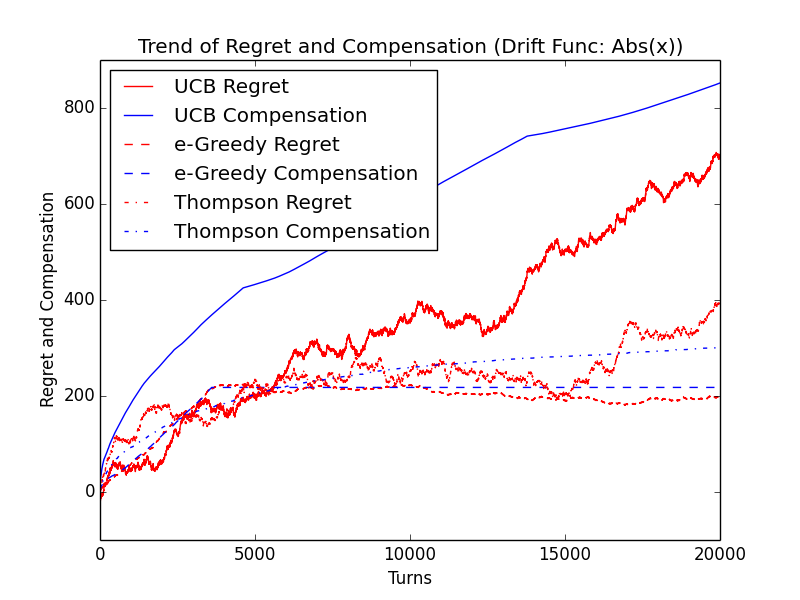 Trend of Regret and Compensation (Drift Func: Abs(x))
UCB Regret
UCB Compensation
e-Greedy Regret
e-Greedy Compensation
Thompson Regret
Thompson Compensation
Regret and Compensation
800
600
400
200
0
0 5000 10000 15000 20000
Turns